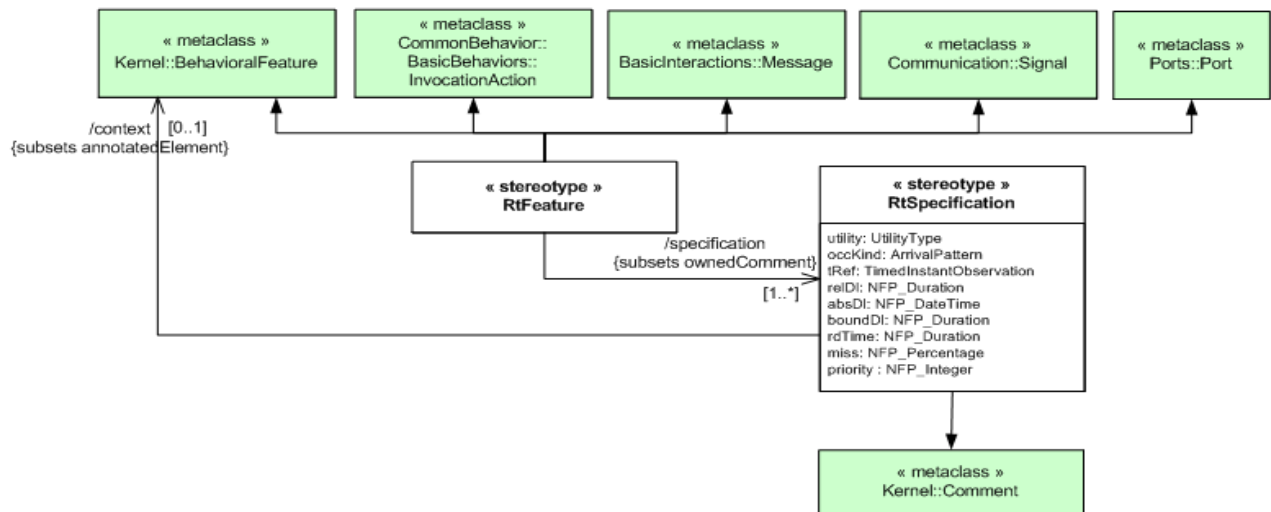 « metaclass »
Kernel::BehavioralFeature
« metaclass »
CommonBehavior::
BasicBehaviors::
InvocationAction
« metaclass »
BasicInteractions::Message
« metaclass »
Communication::Signal
« metaclass »
Ports::Port
/context [0..1]
{subsets annotatedElement}
« stereotype »
RtFeature
« stereotype »
RtSpecification
utility: UtilityType
occKind: ArrivalPattern
tRef: TimedInstantObservation
relDl: NFP_Duration
absDl: NFP_DateTime
boundDl: NFP_Duration
rdTime: NFP_Duration
miss: NFP_Percentage
priority : NFP_Integer
/specification
{subsets ownedComment}
[1..*]
« metaclass »
Kernel::Comment